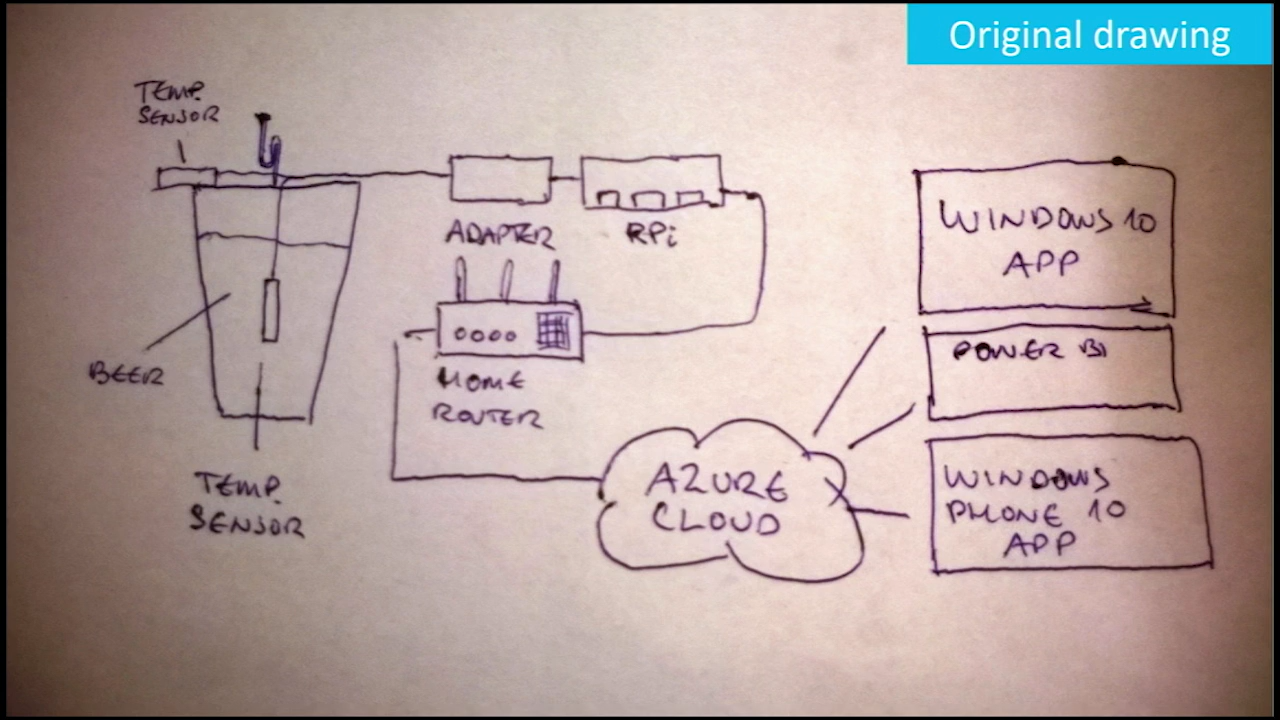 Original drawing
TEMP.
SENSOR
ADAPTER
RPi
BEER
HOME
ROUTER
TEMP.
SENSOR
AZURE
CLOUD
WINDOWS 10
APP
POWER BI
WINDOWS
PHONE 10
APP